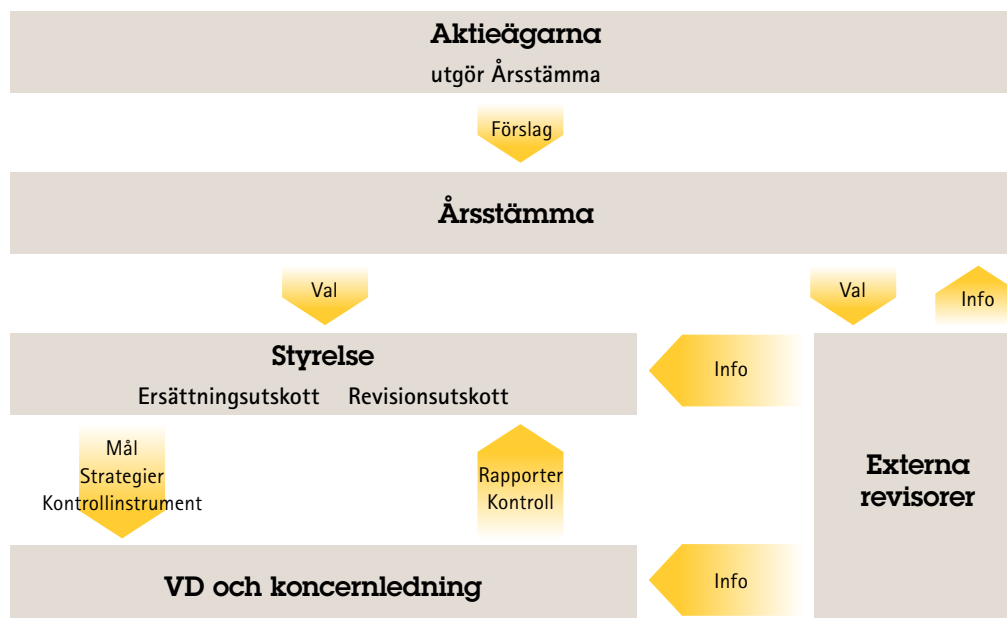 Aktieägarna
utgör Årsstämma
Förslag
Årsstämma
Val
Val
Info
Styrelse
Ersättningsutskott Revisionsutskott
Info
Mål
Strategier
Kontrollinstrument
Rapporter
Kontroll
Externa
revisorer
VD och koncernledning
Info